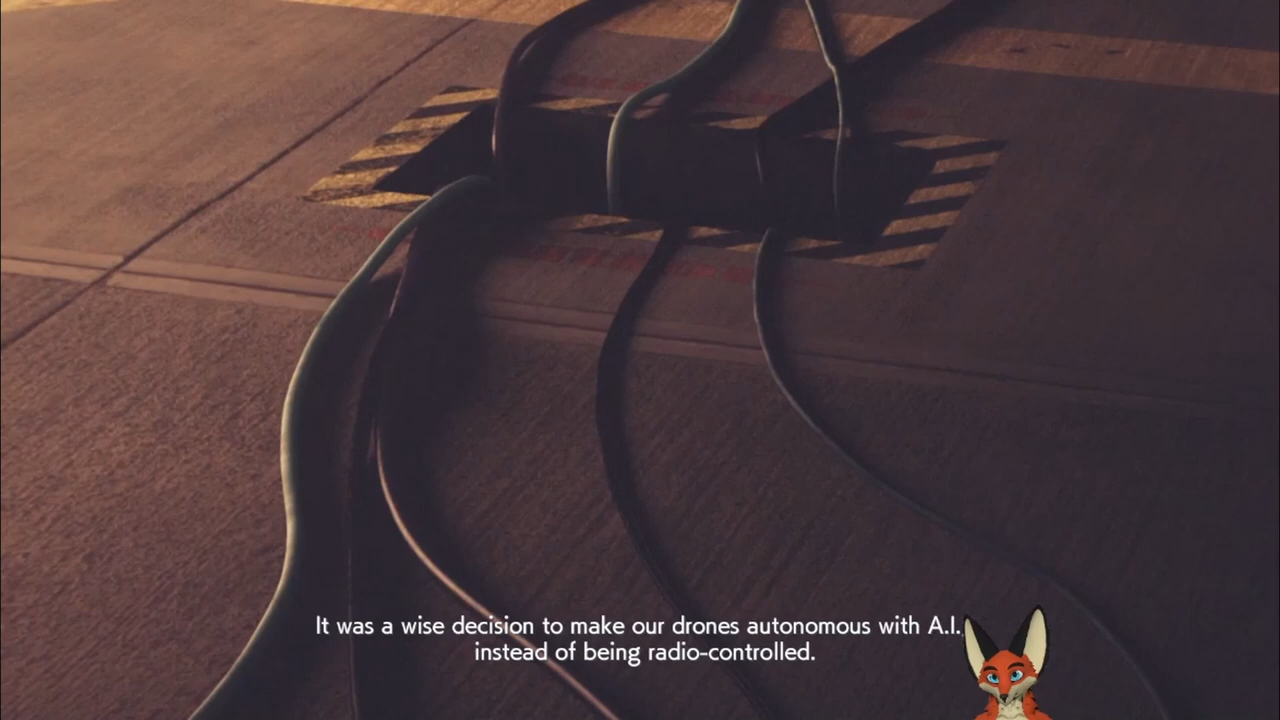 It was a wise decision to make our drones autonomous with A.I.
instead of being radio-controlled.